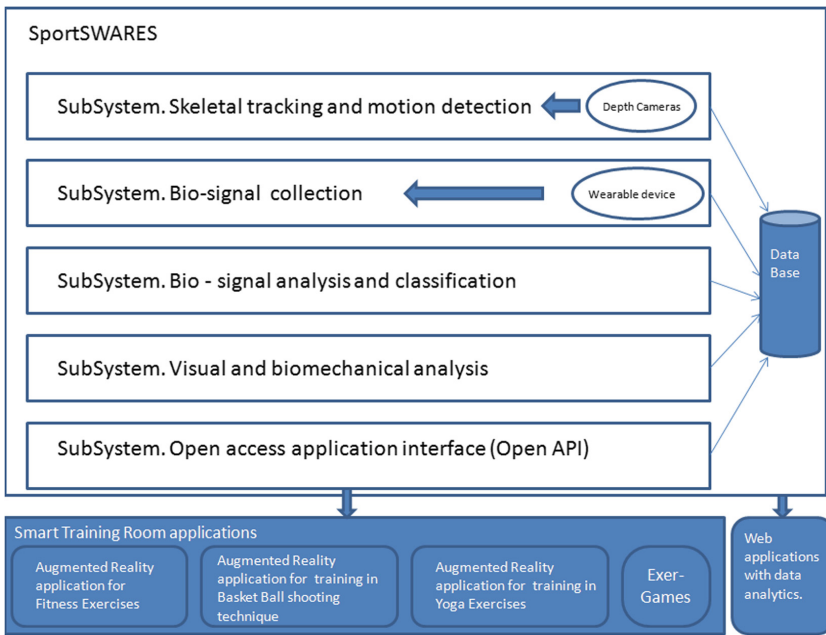 SportSWARES
SubSystem. Skeletal tracking and motion detection
Depth Cameras
SubSystem. Bio-signal collection
Wearable device
SubSystem. Bio - signal analysis and classification
Data
Base
SubSystem. Visual and biomechanical analysis
SubSystem. Open access application interface (Open API)
Smart Training Room applications
Augmented Reality
application for
Fitness Exercises
Augmented Reality
application for training in
Basket Ball shooting
technique
Augmented Reality
application for training in
Yoga Exercises
Exer-
Games
Web
applications
with data
analytics.